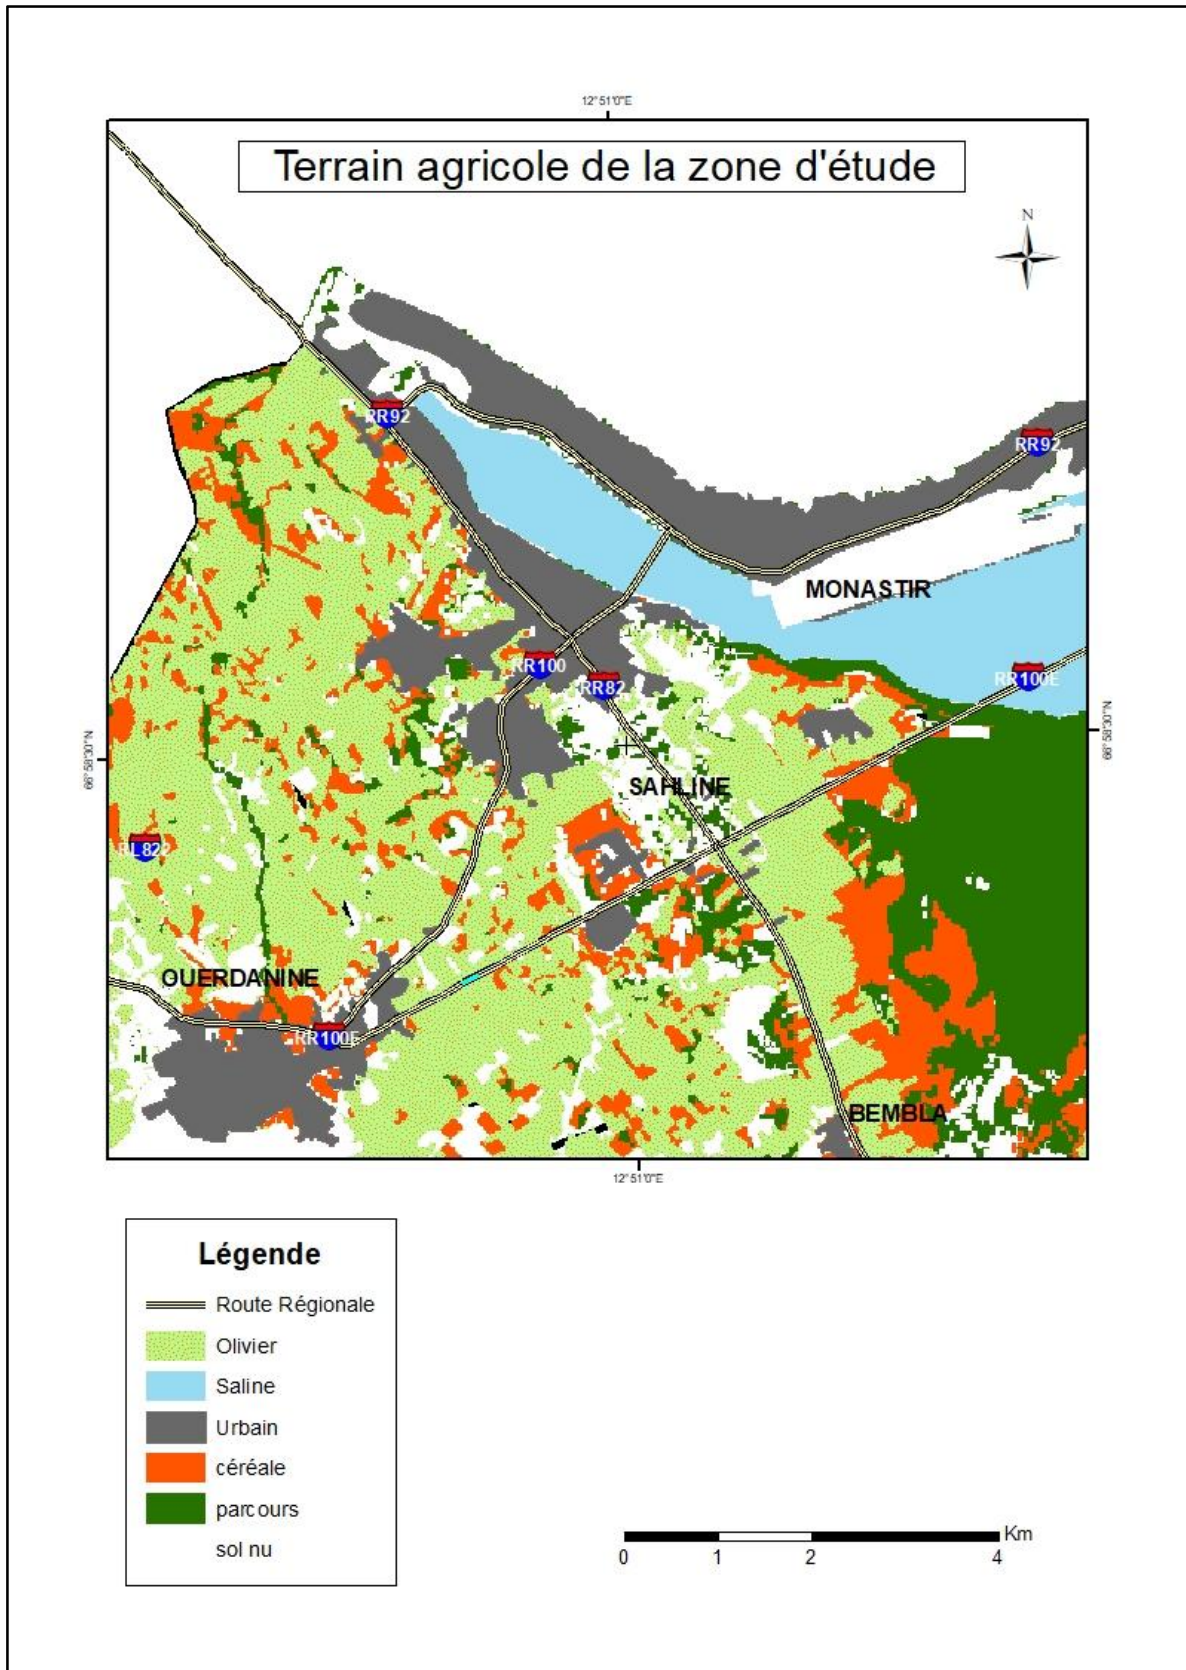 12°51'0"E
Terrain agricole de la zone d'étude
N
RR92
RR92
MONASTIR
RR100
RR82
RR100E
66°58'30"N
66°58'30"N
SAHLINE
RL822
OUERDANINE
RR100E
BEMBLA
12°51'0"E
Légende
Route Régionale
Olivier
Saline
Urbain
céréale
parcours
sol nu
Km
0 1 2 4